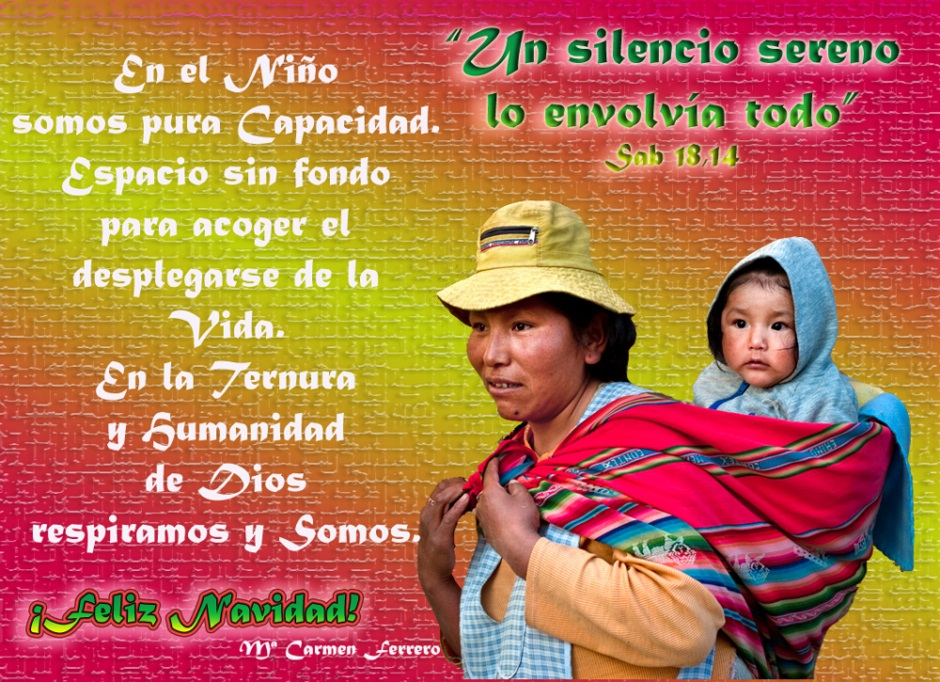 En el Niño
somos pura Capacidad.
Espacio sin fondo
para acoger el
desplegarse de la
Vida.
En la Ternura
y Humanidad
de Dios
respiramos y Somos.
¡Feliz Navidad!
Mª Carmen Ferrero
"Un silencio sereno
lo envolvía todo"
Sab 18,14